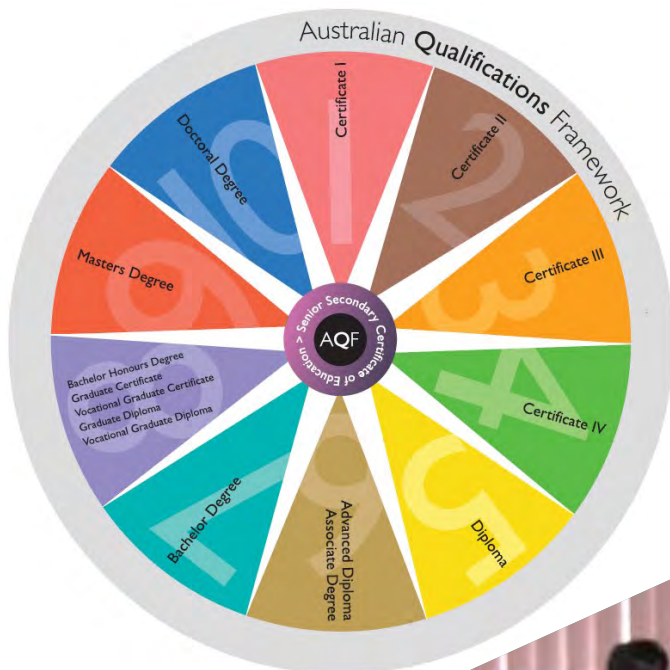 Australian Qualifications Framework
1
Certificate I
2
Certificate II
3
Certificate III
4
Certificate IV
5
Diploma
6
Advanced Diploma
Associate Degree
7
Bachelor Degree
8
Bachelor Honours Degree
Graduate Certificate
Vocational Graduate Certificate
Graduate Diploma
Vocational Graduate Diploma
9
Masters Degree
10
Doctoral Degree
Senior Secondary Certificate of Education >
AQF